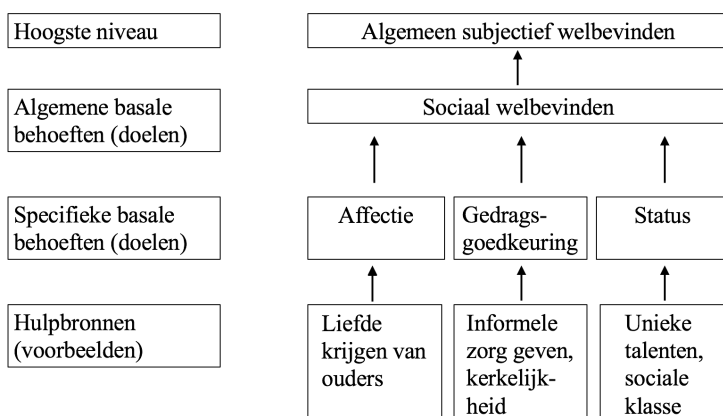 Hoogste niveau
Algemeen subjectief welbevinden
Algemene basale
behoeften (doelen)
Sociaal welbevinden
Specifieke basale
behoeften (doelen)
Affectie
Gedrags-
goedkeuring
Status
Hulpbronnen
(voorbeelden)
Liefde
krijgen van
ouders
Informele
zorg geven,
kerkelijk-
heid
Unieke
talenten,
sociale
klasse